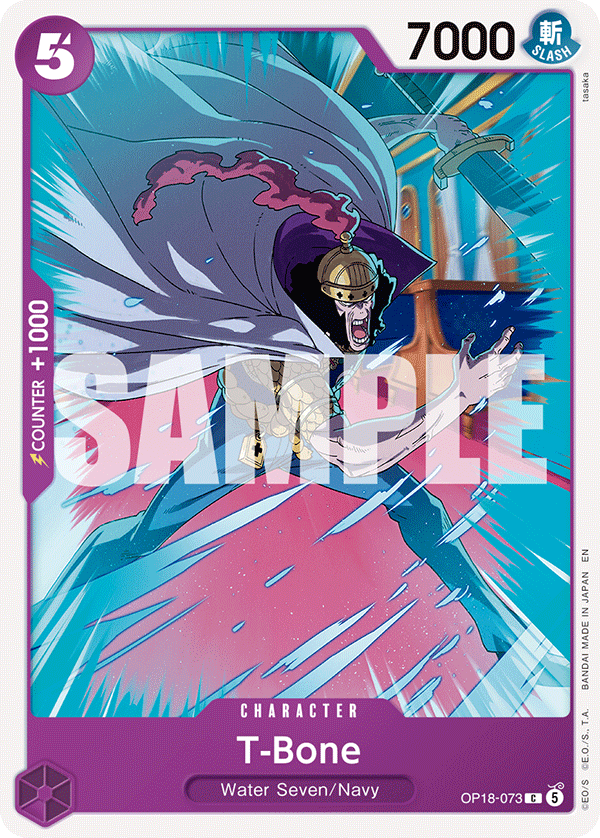 5
7000
斬
SLASH
tasaka
COUNTER +1000
SAMPLE
CHARACTER
T-Bone
Water Seven/Navy
OP18-073 C 5
©EO/S ©E.O./S., T.A. BANDAI MADE IN JAPAN EN